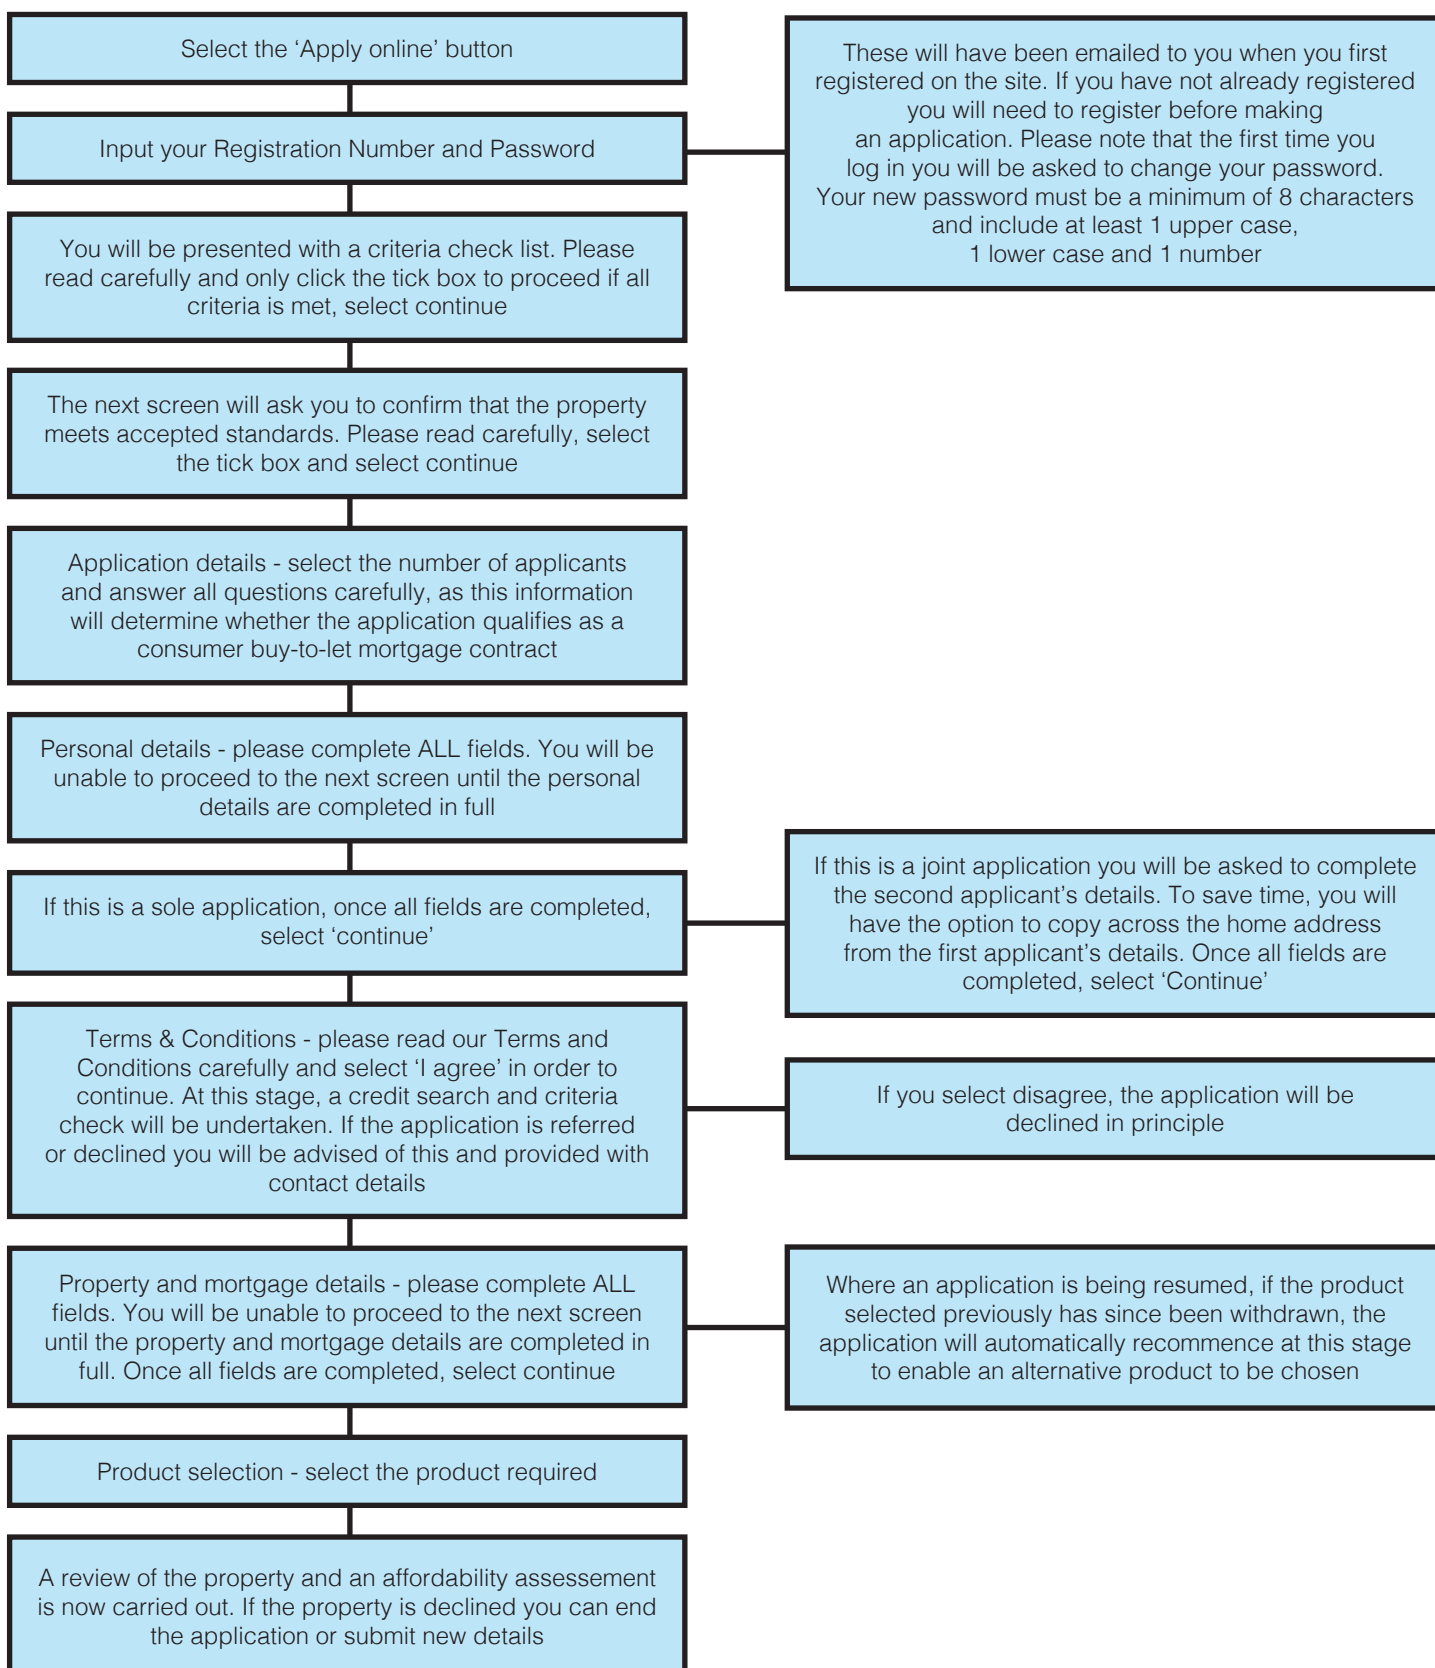 Select the ‘Apply online’ button
Input your Registration Number and Password
These will have been emailed to you when you first
registered on the site. If you have not already registered
you will need to register before making
an application. Please note that the first time you
log in you will be asked to change your password.
Your new password must be a minimum of 8 characters
and include at least 1 upper case,
1 lower case and 1 number
You will be presented with a criteria check list. Please
read carefully and only click the tick box to proceed if all
criteria is met, select continue
The next screen will ask you to confirm that the property
meets accepted standards. Please read carefully, select
the tick box and select continue
Application details - select the number of applicants
and answer all questions carefully, as this information
will determine whether the application qualifies as a
consumer buy-to-let mortgage contract
Personal details - please complete ALL fields. You will be
unable to proceed to the next screen until the personal
details are completed in full
If this is a sole application, once all fields are completed,
select ‘continue’
If this is a joint application you will be asked to complete
the second applicant’s details. To save time, you will
have the option to copy across the home address
from the first applicant’s details. Once all fields are
completed, select ‘Continue’
Terms & Conditions - please read our Terms and
Conditions carefully and select ‘I agree’ in order to
continue. At this stage, a credit search and criteria
check will be undertaken. If the application is referred
or declined you will be advised of this and provided with
contact details
If you select disagree, the application will be
declined in principle
Property and mortgage details - please complete ALL
fields. You will be unable to proceed to the next screen
until the property and mortgage details are completed in
full. Once all fields are completed, select continue
Where an application is being resumed, if the product
selected previously has since been withdrawn, the
application will automatically recommence at this stage
to enable an alternative product to be chosen
Product selection - select the product required
A review of the property and an affordability assessement
is now carried out. If the property is declined you can end
the application or submit new details